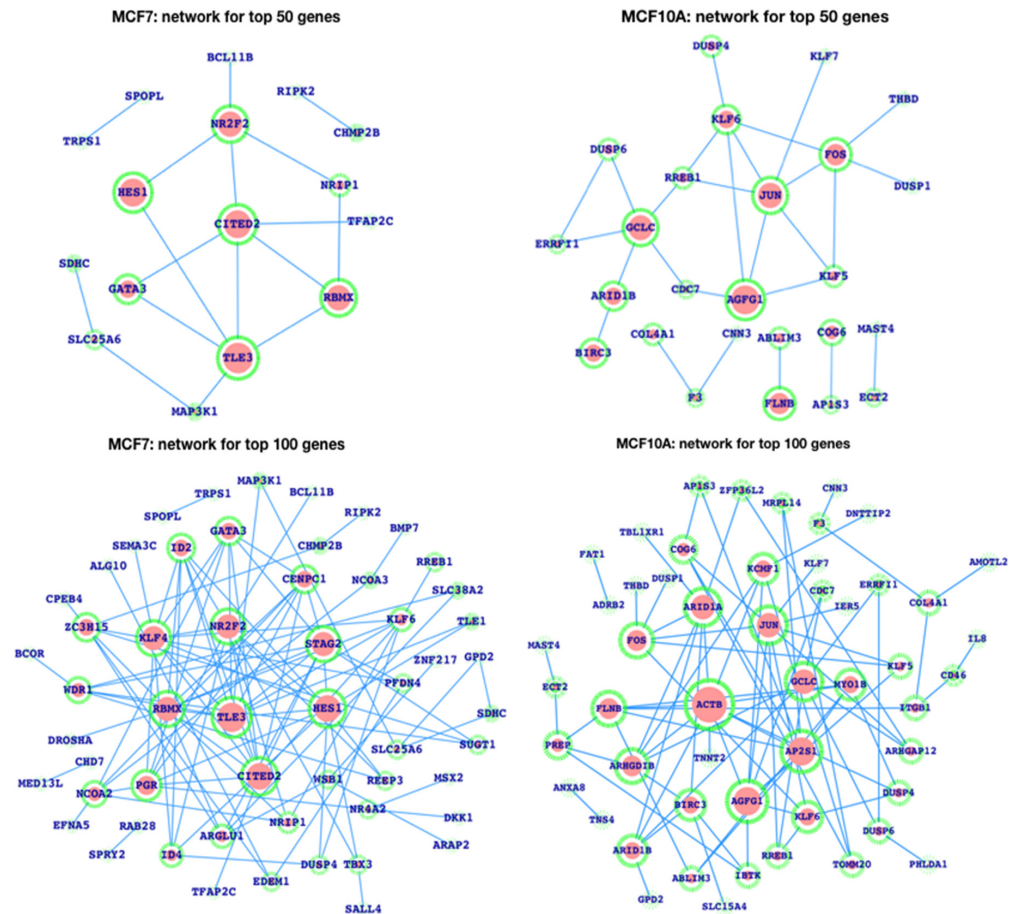 MCF7: network for top 50 genes
BCL11B
SPOPL
RIPK2
NR2F2
CHMP2B
TRPS1
HES1
NRIP1
CITED2
TFAP2C
SDHC
GATA3
RBMX
SLC25A6
TLE3
MAP3K1
MCF10A: network for top 50 genes
DUSP4
KLF7
THBD
KLF6
DUSP6
FOS
RREB1
DUSP1
JUN
GCLC
ERRFI1
KLF5
CDC7
ARID1B
AGFG1
COL4A1
CNN3
ABLIM3
COG6
MAST4
BIRC3
F3
FLNB
AP1S3
ECT2
MCF7: network for top 100 genes
MAP3K1
TRPS1
BCL11B
SPOPL
RIPK2
GATA3
BMP7
SEMA3C
ID2
CHMP2B
ALG10
RREB1
CENPC1
NCOA3
SLC38A2
CPEB4
KLF6
TLE1
ZC3H15
NR2F2
KLF4
STAG2
BCOR
ZNF217
GPD2
PFDN4
WDR1
RBMX
HES1
SDHC
TLE3
DROSHA
SUGT1
SLC25A6
CHD7
CITED2
MED13L
PGR
WSB1
REEP3
MSX2
NCOA2
NR4A2
DKK1
EFNA5
RAB28
NRIP1
ARGLU1
ARAP2
SPRY2
ID4
DUSP4
TBX3
EDEM1
TFAP2C
SALL4
MCF10A: network for top 100 genes
AP1S3
ZFP36L2
CNN3
MRPL14
DNTTIP2
F3
TBL1XR1
COG6
FAT1
KCMF1
KLF7
AMOTL2
THBD
DUSP1
CDC7
ERRFI1
ADRB2
ARID1A
IER5
COL4A1
FOS
JUN
IL8
MAST4
KLF5
CD46
ECT2
GCLC
MYO1B
FLNB
ACTB
ITGB1
PREP
AP2S1
ARHGAP12
TNNT2
ARHGDIB
ANXA8
DUSP4
BIRC3
AGFG1
TNS4
KLF6
DUSP6
ARID1B
RREB1
TOMM20
PHLDA1
ABLIM3
IBTK
GPD2
SLC15A4